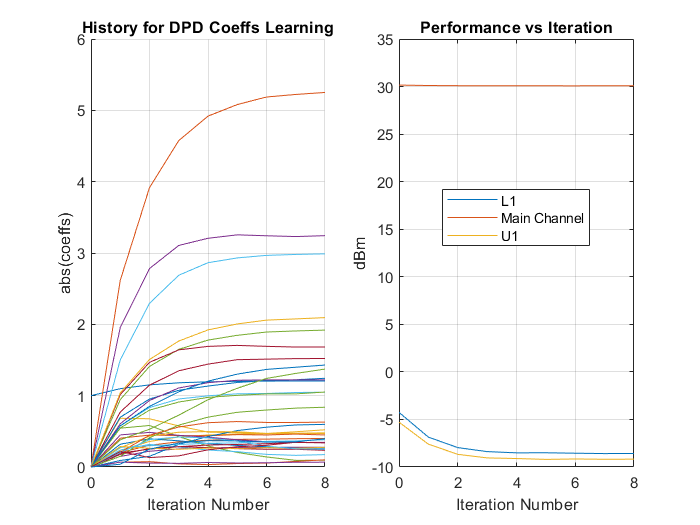 History for DPD Coeffs Learning
6
5
4
3
2
1
0
abs(coeffs)
0 2 4 6 8
Iteration Number
Performance vs Iteration
35
30
25
20
15
10
5
0
-5
-10
dBm
L1
Main Channel
U1
0 2 4 6 8
Iteration Number